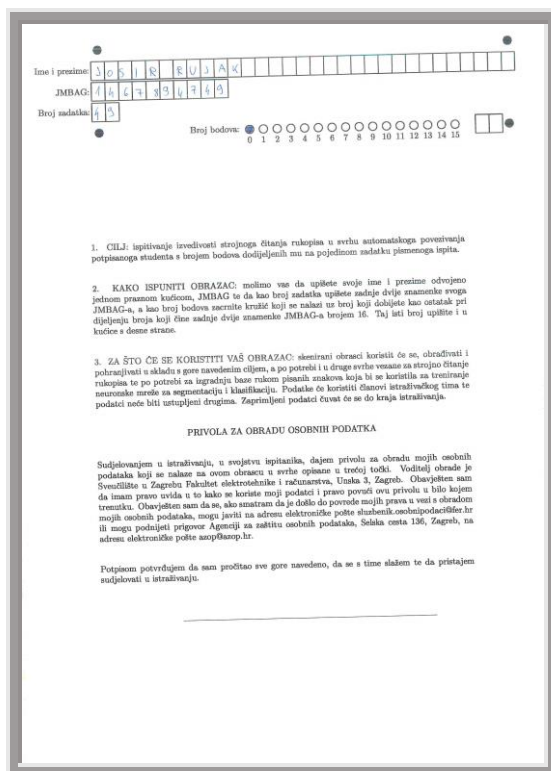 Ime i prezime: JOSIP RUJAK
JMBAG: 1467894749
Broj zadatka: 49
Broj bodova:
0 1 2 3 4 5 6 7 8 9 10 11 12 13 14 15
1. CILJ: ispitivanje izvedivosti strojnoga čitanja rukopisa u svrhu automatskoga povezivanja
potpisanoga studenta s brojem bodova dodijeljenih mu na pojedinom zadatku pismenoga ispita.
2. KAKO ISPUNITI OBRAZAC: molimo vas da upišete svoje ime i prezime odvojeno
jednom praznom kućicom, JMBAG te da kao broj zadatka upišete zadnje dvije znamenke svoga
JMBAG-a, a kao broj bodova zacrnite kružić koji se nalazi uz broj koji dobijete kao ostatak pri
dijeljenju broja koji čine zadnje dvije znamenke JMBAG-a brojem 16. Taj isti broj upišite i u
kućice s desne strane.
3. ZA ŠTO ĆE SE KORISTITI VAŠ OBRAZAC: skenirani obrasci koristit će se, obrađivati i
pohranjivati u skladu s gore navedenim ciljem, a po potrebi i u druge svrhe vezane za strojno čitanje
rukopisa te po potrebi za izgradnju baze rukom pisanih znakova koja bi se koristila za treniranje
neuronske mreže za segmentaciju i klasifikaciju. Podatke će koristiti članovi istraživačkog tima te
podatci neće biti ustupljeni drugima. Zaprimljeni podatci čuvat će se do kraja istraživanja.
PRIVOLA ZA OBRADU OSOBNIH PODATKA
Sudjelovanjem u istraživanju, u svojstvu ispitanika, dajem privolu za obradu mojih osobnih
podataka koji se nalaze na ovom obrascu u svrhe opisane u trećoj točki. Voditelj obrade je
Sveučilište u Zagrebu Fakultet elektrotehnike i računarstva, Unska 3, Zagreb. Obavješten sam
da imam pravo uvida u to kako se koriste moji podatci i pravo povući ovu privolu u bilo kojem
trenutku. Obavješten sam da se, ako smatram da je došlo do povrede mojih prava u vezi s obradom
mojih osobnih podataka, mogu javiti na adresu elektroničke pošte sluzbenik.osobnipodaci@fer.hr
ili mogu podnijeti prigovor Agenciji za zaštitu osobnih podataka, Selska cesta 136, Zagreb, na
adresu elektroničke pošte azop@azop.hr.
Potpisom potvrđujem da sam pročitao sve gore navedeno, da se s time slažem te da pristajem
sudjelovati u istraživanju.